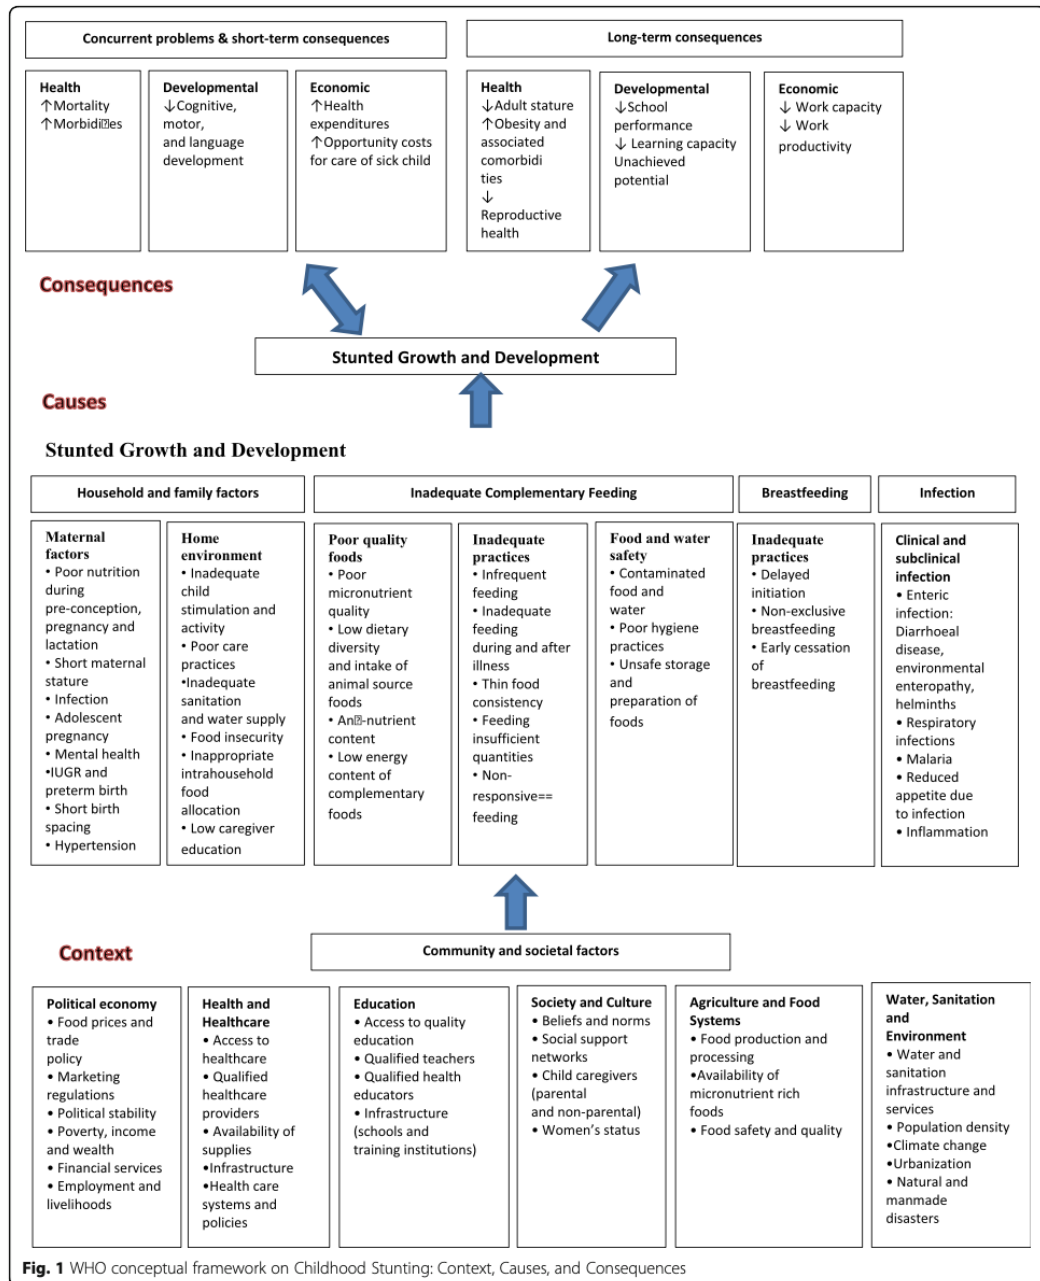 Concurrent problems & short-term consequences
Long-term consequences
Health
↑Mortality
↑Morbidi⍰es
Developmental
↓Cognitive,
motor,
and language
development
Economic
↑Health
expenditures
↑Opportunity costs
for care of sick child
Health
↓Adult stature
↑Obesity and
associated
comorbidi
ties
↓
Reproductive
health
Developmental
↓School
performance
↓ Learning capacity
Unachieved
potential
Economic
↓ Work capacity
↓ Work
productivity
Consequences
Stunted Growth and Development
Causes
Stunted Growth and Development
Household and family factors
Inadequate Complementary Feeding
Breastfeeding
Infection
Maternal
factors
• Poor nutrition
during
pre-conception,
pregnancy and
lactation
• Short maternal
stature
• Infection
• Adolescent
pregnancy
• Mental health
•IUGR and
preterm birth
• Short birth
spacing
• Hypertension
Home
environment
• Inadequate
child
stimulation and
activity
• Poor care
practices
•Inadequate
sanitation
and water supply
• Food insecurity
• Inappropriate
intrahousehold
food
allocation
• Low caregiver
education
Poor quality
foods
• Poor
micronutrient
quality
• Low dietary
diversity
and intake of
animal source
foods
• An⍰-nutrient
content
• Low energy
content of
complementary
foods
Inadequate
practices
• Infrequent
feeding
• Inadequate
feeding
during and after
illness
• Thin food
consistency
• Feeding
insufficient
quantities
• Non-
responsive==
feeding
Food and water
safety
• Contaminated
food and
water
• Poor hygiene
practices
• Unsafe storage
and
preparation of
foods
Inadequate
practices
• Delayed
initiation
• Non-exclusive
breastfeeding
• Early cessation
of
breastfeeding
Clinical and
subclinical
infection
• Enteric
infection:
Diarrhoeal
disease,
environmental
enteropathy,
helminths
• Respiratory
infections
• Malaria
• Reduced
appetite due
to infection
• Inflammation
Context
Community and societal factors
Political economy
• Food prices and
trade
policy
• Marketing
regulations
• Political stability
• Poverty, income
and wealth
• Financial services
• Employment and
livelihoods
Health and
Healthcare
• Access to
healthcare
• Qualified
healthcare
providers
• Availability of
supplies
•Infrastructure
•Health care
systems and
policies
Education
• Access to quality
education
• Qualified teachers
• Qualified health
educators
• Infrastructure
(schools and
training institutions)
Society and Culture
• Beliefs and norms
• Social support
networks
• Child caregivers
(parental
and non-parental)
• Women's status
Agriculture and Food
Systems
• Food production and
processing
•Availability of
micronutrient rich
foods
• Food safety and quality
Water, Sanitation
and
Environment
• Water and
sanitation
infrastructure and
services
• Population density
•Climate change
•Urbanization
• Natural and
manmade
disasters
Fig. 1 WHO conceptual framework on Childhood Stunting: Context, Causes, and Consequences